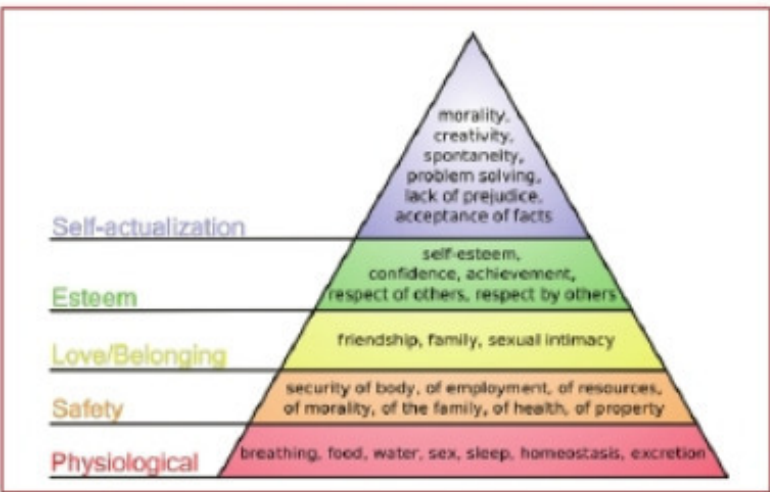 morality,
creativity,
spontaneity,
problem solving,
lack of prejudice,
acceptance of facts
Self-actualization
self-esteem,
confidence, achievement,
respect of others, respect by others
Esteem
friendship, family, sexual intimacy
Love/Belonging
security of body, of employment, of resources,
of morality, of the family, of health, of property
Safety
breathing, food, water, sex, sleep, homeostasis, excretion
Physiological